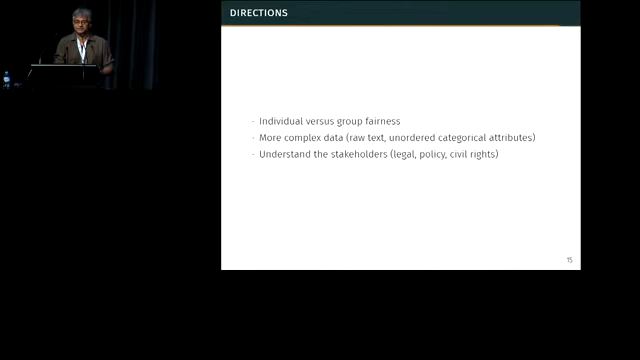 DIRECTIONS
· Individual versus group fairness
· More complex data (raw text, unordered categorical attributes)
· Understand the stakeholders (legal, policy, civil rights)
15